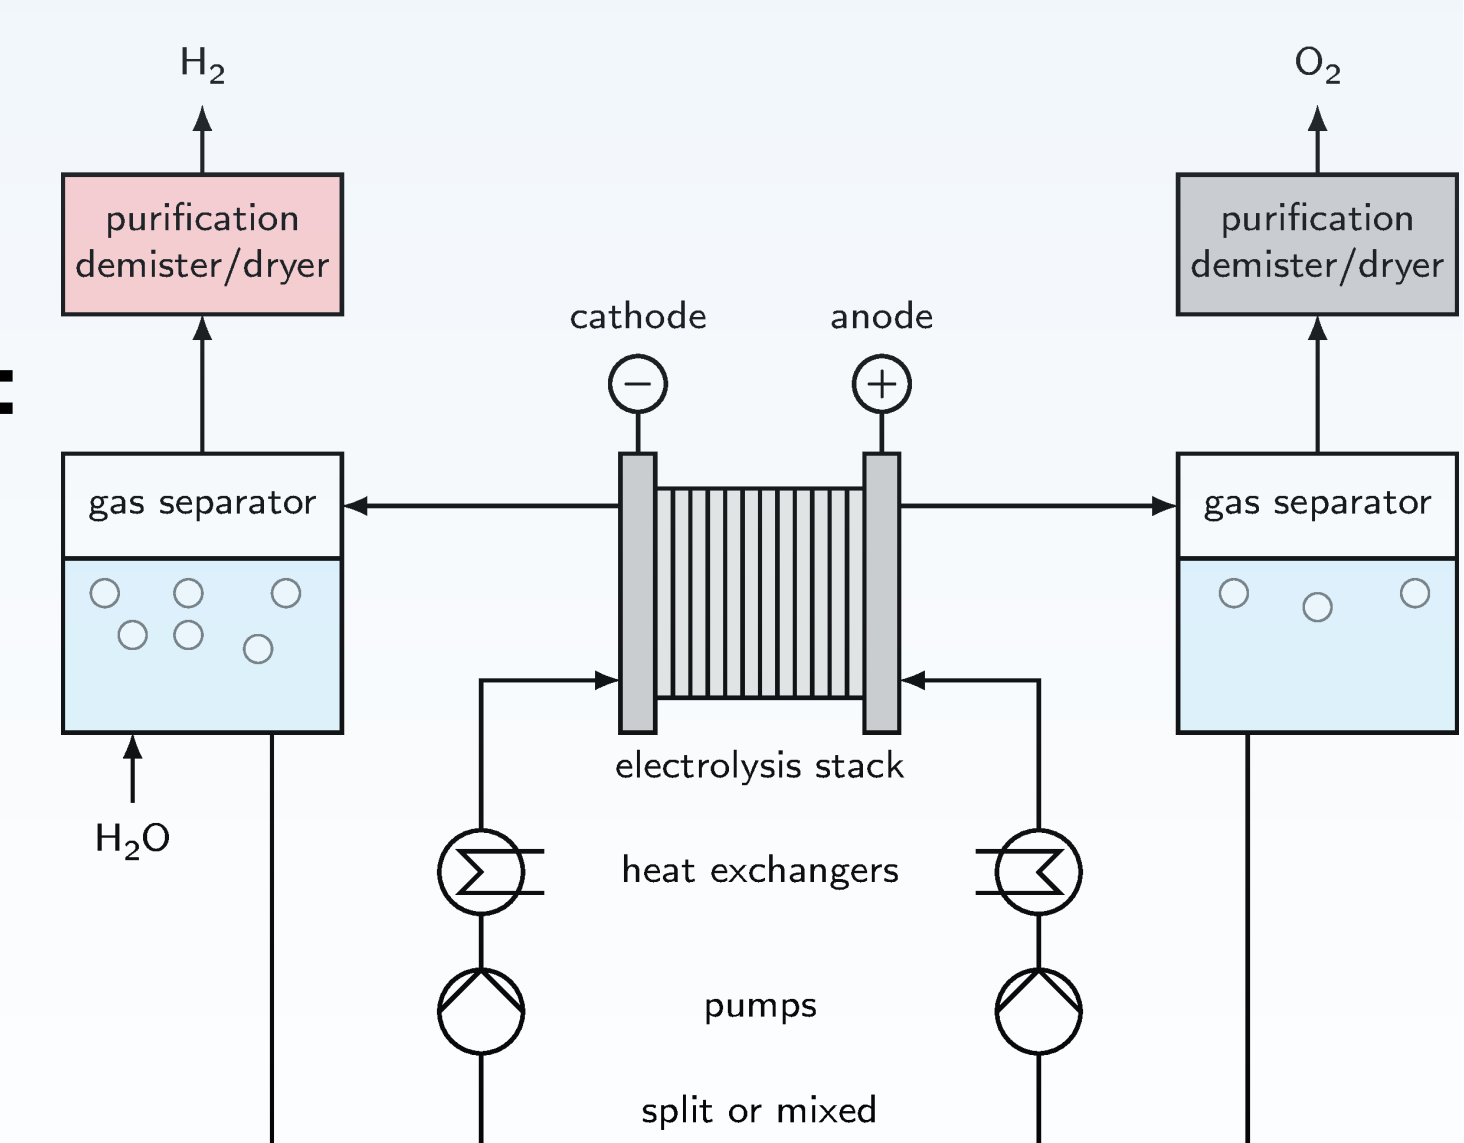 H₂
O₂
purification
demister/dryer
purification
demister/dryer
cathode
anode
−
+
gas separator
gas separator
electrolysis stack
H₂O
heat exchangers
pumps
split or mixed